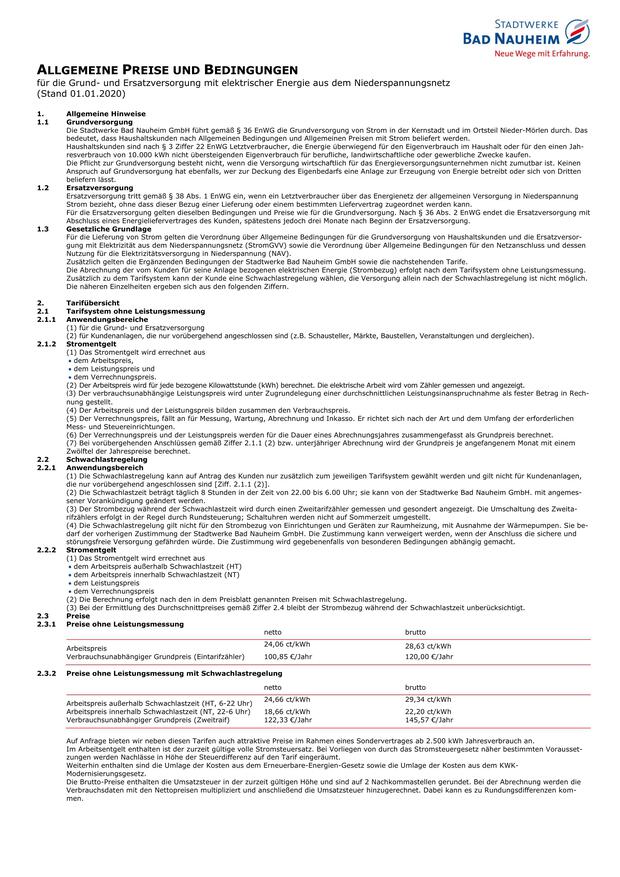 STADTWERKE
BAD NAUHEIM
Neue Wege mit Erfahrung.
ALLGEMEINE PREISE UND BEDINGUNGEN
für die Grund- und Ersatzversorgung mit elektrischer Energie aus dem Niederspannungsnetz
(Stand 01.01.2020)
1. Allgemeine Hinweise
1.1 Grundversorgung
Die Stadtwerke Bad Nauheim GmbH führt gemäß § 36 EnWG die Grundversorgung von Strom in der Kernstadt und im Ortsteil Nieder-Mörlen durch. Das
bedeutet, dass Haushaltskunden nach Allgemeinen Bedingungen und Allgemeinen Preisen mit Strom beliefert werden.
Haushaltskunden sind nach § 3 Ziffer 22 EnWG Letztverbraucher, die Energie überwiegend für den Eigenverbrauch im Haushalt oder für den einen Jah-
resverbrauch von 10.000 kWh nicht übersteigenden Eigenverbrauch für berufliche, landwirtschaftliche oder gewerbliche Zwecke kaufen.
Die Pflicht zur Grundversorgung besteht nicht, wenn die Versorgung wirtschaftlich für das Energieversorgungsunternehmen nicht zumutbar ist. Keinen
Anspruch auf Grundversorgung hat ebenfalls, wer zur Deckung des Eigenbedarfs eine Anlage zur Erzeugung von Energie betreibt oder sich von Dritten
beliefern lässt.
1.2 Ersatzversorgung
Ersatzversorgung tritt gemäß § 38 Abs. 1 EnWG ein, wenn ein Letztverbraucher über das Energienetz der allgemeinen Versorgung in Niederspannung
Strom bezieht, ohne dass dieser Bezug einer Lieferung oder einem bestimmten Liefervertrag zugeordnet werden kann.
Für die Ersatzversorgung gelten dieselben Bedingungen und Preise wie für die Grundversorgung. Nach § 36 Abs. 2 EnWG endet die Ersatzversorgung mit
Abschluss eines Energieliefervertrages des Kunden, spätestens jedoch drei Monate nach Beginn der Ersatzversorgung.
1.3 Gesetzliche Grundlage
Für die Lieferung von Strom gelten die Verordnung über Allgemeine Bedingungen für die Grundversorgung von Haushaltskunden und die Ersatzversor-
gung mit Elektrizität aus dem Niederspannungsnetz (StromGVV) sowie die Verordnung über Allgemeine Bedingungen für den Netzanschluss und dessen
Nutzung für die Elektrizitätsversorgung in Niederspannung (NAV).
Zusätzlich gelten die Ergänzenden Bedingungen der Stadtwerke Bad Nauheim GmbH sowie die nachstehenden Tarife.
Die Abrechnung der vom Kunden für seine Anlage bezogenen elektrischen Energie (Strombezug) erfolgt nach dem Tarifsystem ohne Leistungsmessung.
Zusätzlich zu dem Tarifsystem kann der Kunde eine Schwachlastregelung wählen, die Versorgung allein nach der Schwachlastregelung ist nicht möglich.
Die näheren Einzelheiten ergeben sich aus den folgenden Ziffern.
2. Tarifübersicht
2.1 Tarifsystem ohne Leistungsmessung
2.1.1 Anwendungsbereiche
(1) für die Grund- und Ersatzversorgung
(2) für Kundenanlagen, die nur vorübergehend angeschlossen sind (z.B. Schausteller, Märkte, Baustellen, Veranstaltungen und dergleichen).
2.1.2 Stromentgelt
(1) Das Stromentgelt wird errechnet aus
• dem Arbeitspreis,
• dem Leistungspreis und
• dem Verrechnungspreis.
(2) Der Arbeitspreis wird für jede bezogene Kilowattstunde (kWh) berechnet. Die elektrische Arbeit wird vom Zähler gemessen und angezeigt.
(3) Der verbrauchsunabhängige Leistungspreis wird unter Zugrundelegung einer durchschnittlichen Leistungsinanspruchnahme als fester Betrag in Rech-
nung gestellt.
(4) Der Arbeitspreis und der Leistungspreis bilden zusammen den Verbrauchspreis.
(5) Der Verrechnungspreis, fällt an für Messung, Wartung, Abrechnung und Inkasso. Er richtet sich nach der Art und dem Umfang der erforderlichen
Mess- und Steuereinrichtungen.
(6) Der Verrechnungspreis und der Leistungspreis werden für die Dauer eines Abrechnungsjahres zusammengefasst als Grundpreis berechnet.
(7) Bei vorübergehenden Anschlüssen gemäß Ziffer 2.1.1 (2) bzw. unterjähriger Abrechnung wird der Grundpreis je angefangenem Monat mit einem
Zwölftel der Jahrespreise berechnet.
2.2 Schwachlastregelung
2.2.1 Anwendungsbereich
(1) Die Schwachlastregelung kann auf Antrag des Kunden nur zusätzlich zum jeweiligen Tarifsystem gewählt werden und gilt nicht für Kundenanlagen,
die nur vorübergehend angeschlossen sind [Ziff. 2.1.1 (2)].
(2) Die Schwachlastzeit beträgt täglich 8 Stunden in der Zeit von 22.00 bis 6.00 Uhr; sie kann von der Stadtwerke Bad Nauheim GmbH. mit angemes-
sener Vorankündigung geändert werden.
(3) Der Strombezug während der Schwachlastzeit wird durch einen Zweitarifzähler gemessen und gesondert angezeigt. Die Umschaltung des Zweita-
rifzählers erfolgt in der Regel durch Rundsteuerung; Schaltuhren werden nicht auf Sommerzeit umgestellt.
(4) Die Schwachlastregelung gilt nicht für den Strombezug von Einrichtungen und Geräten zur Raumheizung, mit Ausnahme der Wärmepumpen. Sie be-
darf der vorherigen Zustimmung der Stadtwerke Bad Nauheim GmbH. Die Zustimmung kann verweigert werden, wenn der Anschluss die sichere und
störungsfreie Versorgung gefährden würde. Die Zustimmung wird gegebenenfalls von besonderen Bedingungen abhängig gemacht.
2.2.2 Stromentgelt
(1) Das Stromentgelt wird errechnet aus
• dem Arbeitspreis außerhalb Schwachlastzeit (HT)
• dem Arbeitspreis innerhalb Schwachlastzeit (NT)
• dem Leistungspreis
• dem Verrechnungspreis
(2) Die Berechnung erfolgt nach den in dem Preisblatt genannten Preisen mit Schwachlastregelung.
(3) Bei der Ermittlung des Durchschnittpreises gemäß Ziffer 2.4 bleibt der Strombezug während der Schwachlastzeit unberücksichtigt.
2.3 Preise
2.3.1 Preise ohne Leistungsmessung
netto brutto
Arbeitspreis 24,06 ct/kWh 28,63 ct/kWh
Verbrauchsunabhängiger Grundpreis (Eintarifzähler) 100,85 €/Jahr 120,00 €/Jahr
2.3.2 Preise ohne Leistungsmessung mit Schwachlastregelung
netto brutto
Arbeitspreis außerhalb Schwachlastzeit (HT, 6-22 Uhr) 24,66 ct/kWh 29,34 ct/kWh
Arbeitspreis innerhalb Schwachlastzeit (NT, 22-6 Uhr) 18,66 ct/kWh 22,20 ct/kWh
Verbrauchsunabhängiger Grundpreis (Zweitraif) 122,33 €/Jahr 145,57 €/Jahr
Auf Anfrage bieten wir neben diesen Tarifen auch attraktive Preise im Rahmen eines Sondervertrages ab 2.500 kWh Jahresverbrauch an.
Im Arbeitsentgelt enthalten ist der zurzeit gültige volle Stromsteuersatz. Bei Vorliegen von durch das Stromsteuergesetz näher bestimmten Vorausset-
zungen werden Nachlässe in Höhe der Steuerdifferenz auf den Tarif eingeräumt.
Weiterhin enthalten sind die Umlage der Kosten aus dem Erneuerbare-Energien-Gesetz sowie die Umlage der Kosten aus dem KWK-
Modernisierungsgesetz.
Die Brutto-Preise enthalten die Umsatzsteuer in der zurzeit gültigen Höhe und sind auf 2 Nachkommastellen gerundet. Bei der Abrechnung werden die
Verbrauchsdaten mit den Nettopreisen multipliziert und anschließend die Umsatzsteuer hinzugerechnet. Dabei kann es zu Rundungsdifferenzen kom-
men.